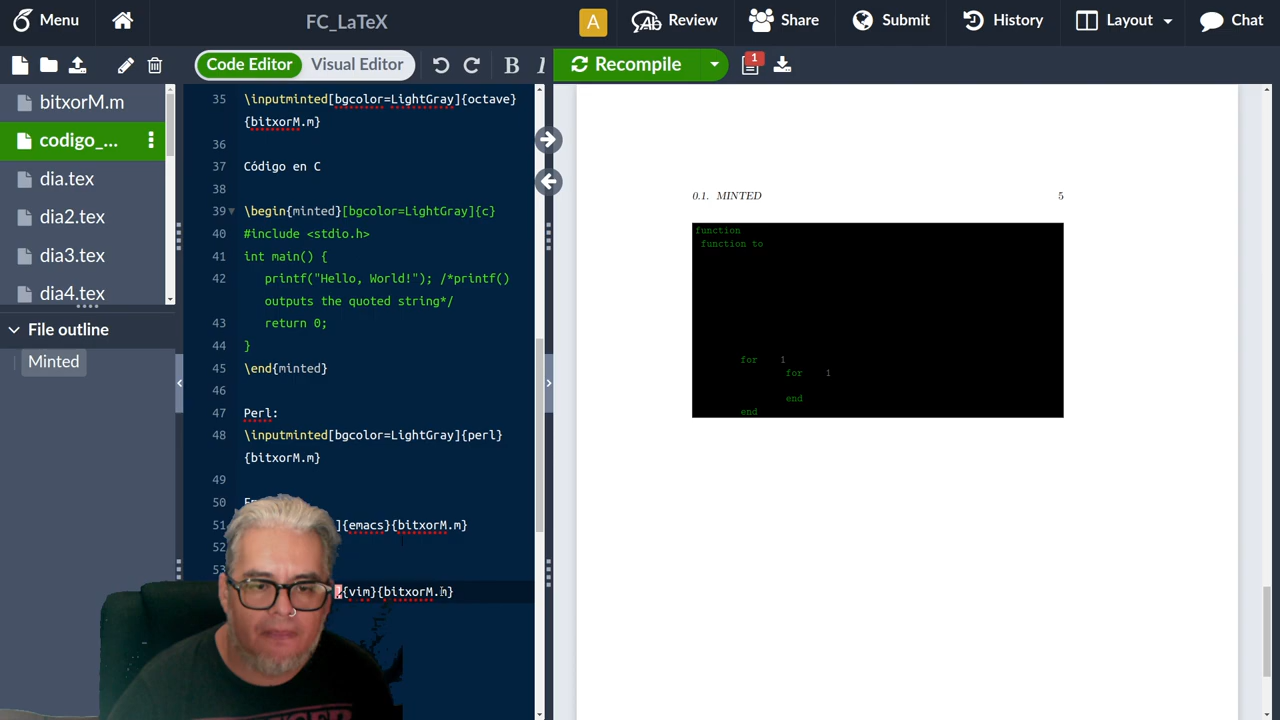 Menu
FC_LaTeX
A
Review
Share
Submit
History
Layout
Chat
Code Editor
Visual Editor
B
I
Recompile
1
bitxorM.m
codigo_...
dia.tex
dia2.tex
dia3.tex
dia4.tex
File outline
Minted
35 \inputminted[bgcolor=LightGray]{octave}
{bitxorM.m}
36
37 Código en C
38
39 \begin{minted}[bgcolor=LightGray]{c}
40 #include <stdio.h>
41 int main() {
42 printf("Hello, World!"); /*printf()
outputs the quoted string*/
43 return 0;
44 }
45 \end{minted}
46
47 Perl:
48 \inputminted[bgcolor=LightGray]{perl}
{bitxorM.m}
49
50
51 ]{emacs}{bitxorM.m}
52
53
{vim}{bitxorM.m}
0.1. MINTED 5
function
function to
for 1
for 1
end
end